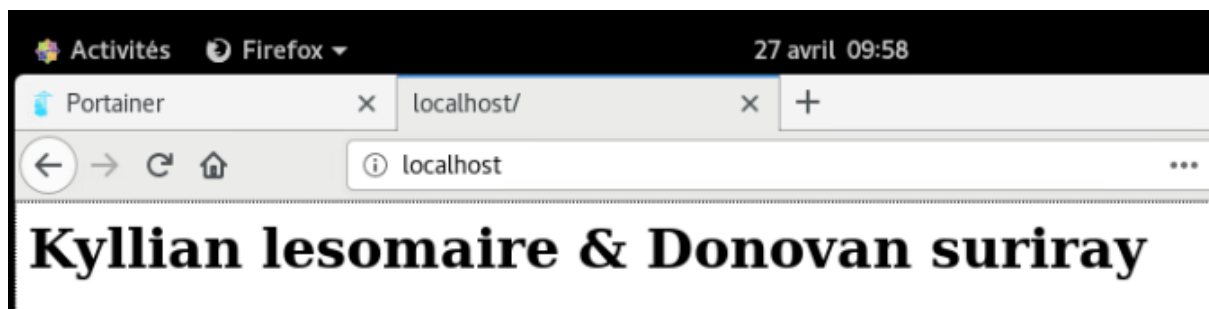 Activités Firefox 27 avril 09:58
Portainer localhost/
localhost
Kyllian lesomaire & Donovan suriray